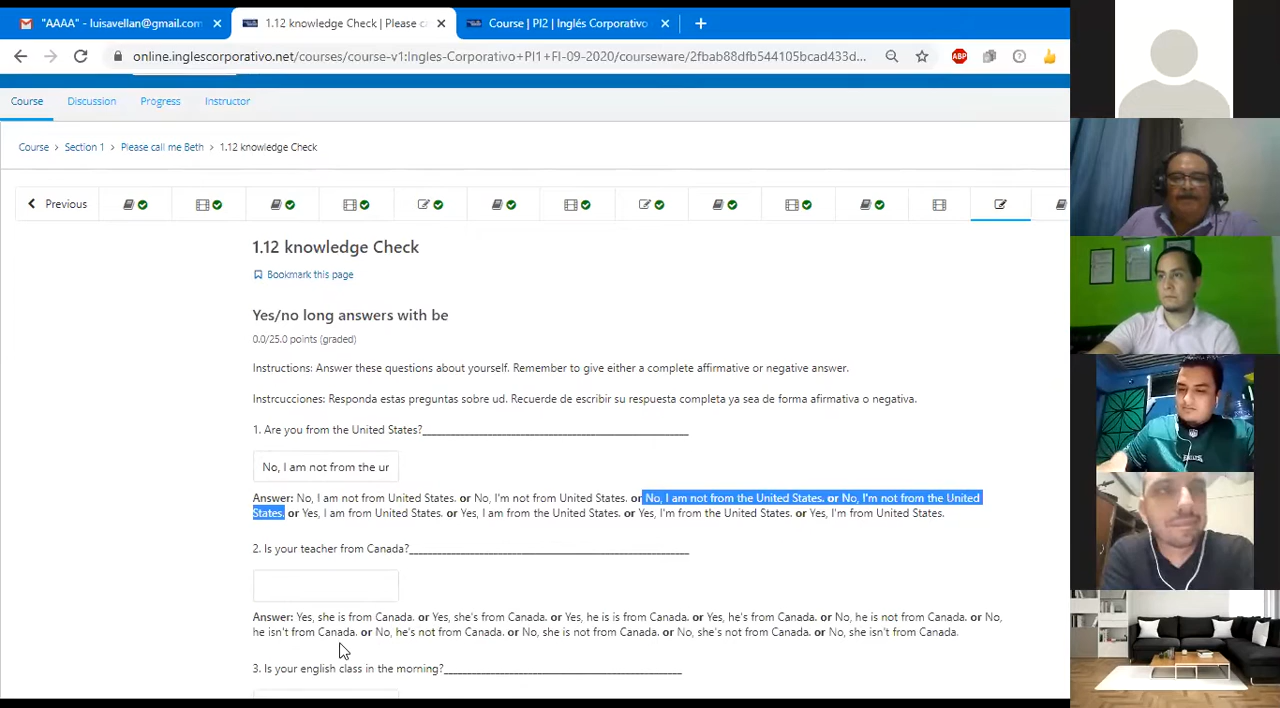 "AAAA" - luisavellan@gmail.com
1.12 knowledge Check | Please ca
Course | PI2 | Inglés Corporativo
online.inglescorporativo.net/courses/course-v1:Ingles-Corporativo+PI1+FI-09-2020/courseware/2fbab88dfb544105bcad433d...
ABP
Course Discussion Progress Instructor
Course > Section 1 > Please call me Beth > 1.12 knowledge Check
Previous
1.12 knowledge Check
Bookmark this page
Yes/no long answers with be
0.0/25.0 points (graded)
Instructions: Answer these questions about yourself. Remember to give either a complete affirmative or negative answer.
Instrcucciones: Responda estas preguntas sobre ud. Recuerde de escribir su respuesta completa ya sea de forma afirmativa o negativa.
1. Are you from the United States?____________________
No, I am not from the ur
Answer: No, I am not from United States. or No, I'm not from United States. or No, I am not from the United States. or No, I'm not from the United
States. or Yes, I am from United States. or Yes, I am from the United States. or Yes, I'm from the United States. or Yes, I'm from United States.
2. Is your teacher from Canada?____________________
Answer: Yes, she is from Canada. or Yes, she's from Canada. or Yes, he is is from Canada. or Yes, he's from Canada. or No, he is not from Canada. or No,
he isn't from Canada. or No, he's not from Canada. or No, she is not from Canada. or No, she's not from Canada. or No, she isn't from Canada.
3. Is your english class in the morning?____________________
EAGLES